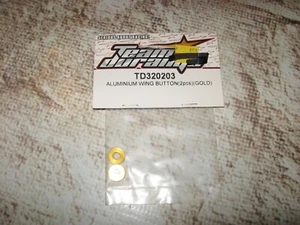 Team
Durango
TD320203
ALUMINIUM WING BUTTON(2pcs)(GOLD)